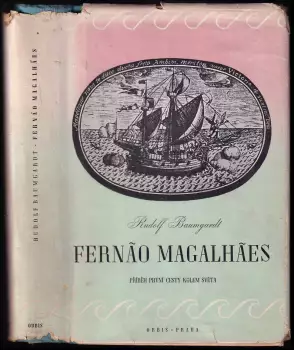 RUDOLF BAUMGARDT - FERNÃO MAGALHÃES
ORBIS
Rudolf Baumgardt
FERNÃO MAGALHÃES
PŘÍBĚH PRVNÍ CESTY KOLEM SVĚTA
ORBIS - PRAHA